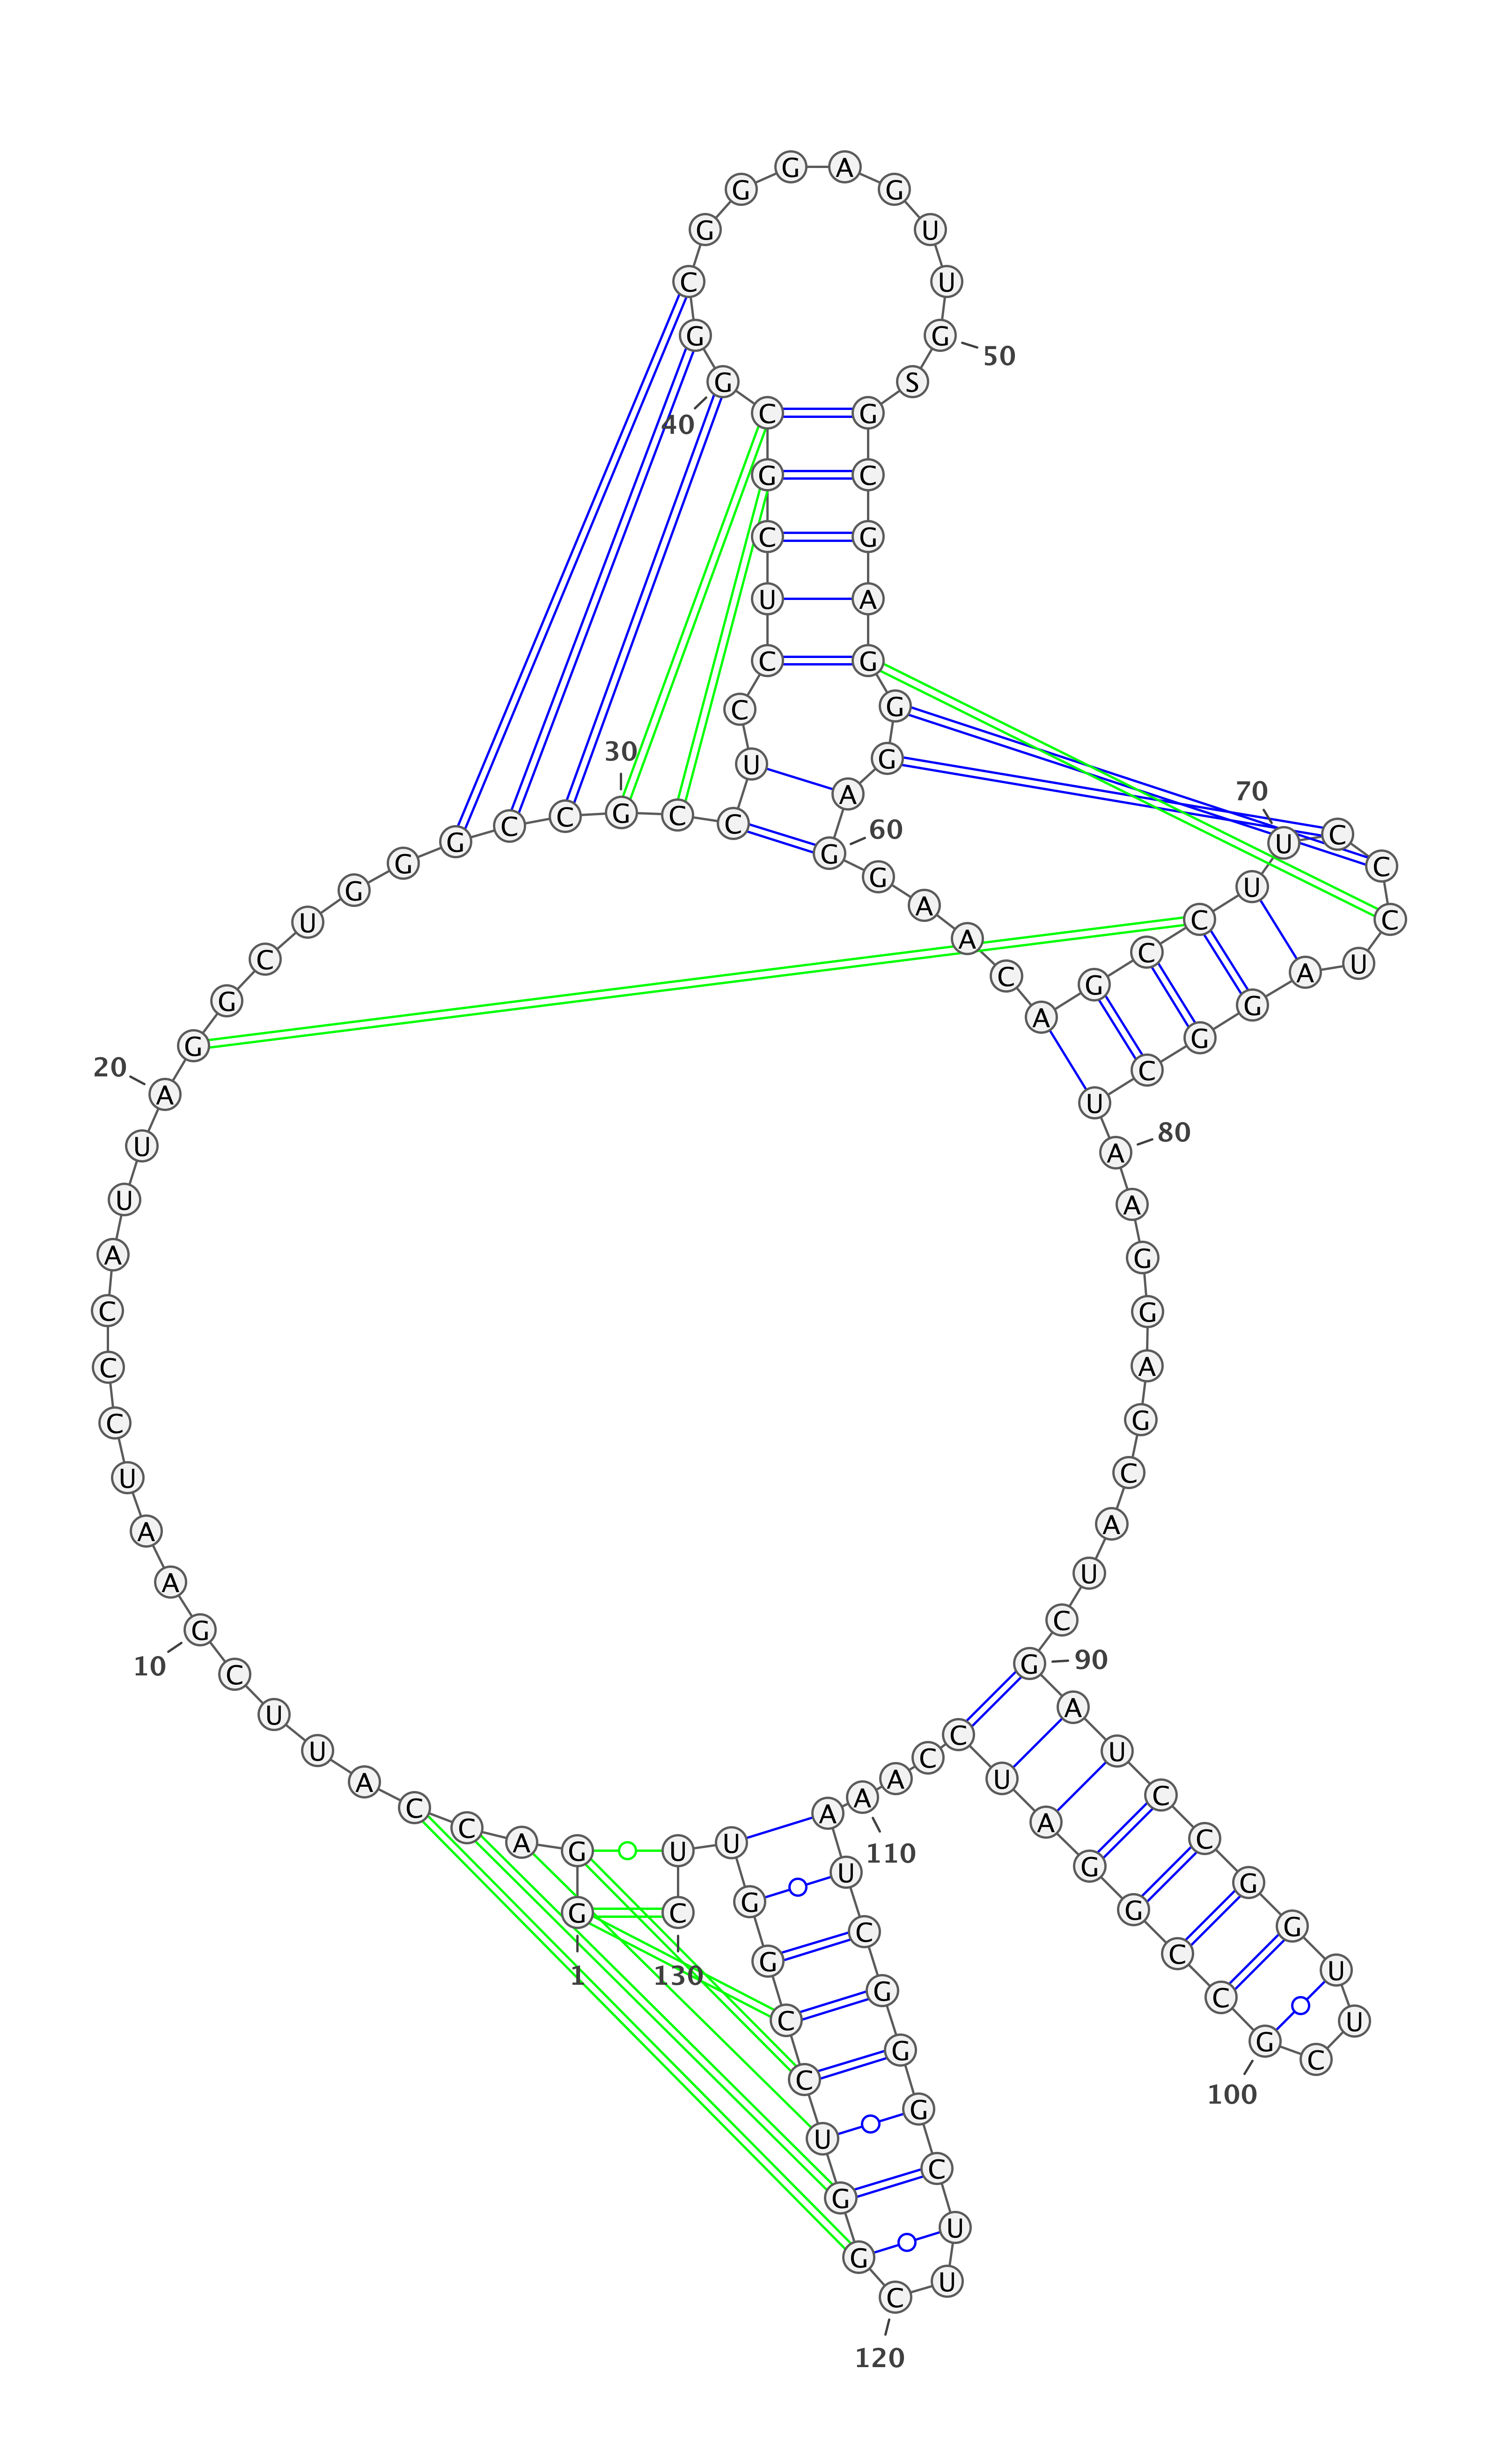 G G A C C A U U C G
1
10
A A U C C C A U U A
20
G G C U G G G C C G
30
C C U C C U C G C G
40
G C G G G A G U U G
50
S G C G A G G G A G
60
G A A C A G C C U U
70
C C C U A G G C U A
80
A G G A G C A U C G
90
A U C C G G U U C G
100
C C G G A U C C A A
110
A U C G G G C U U C
120
G G U C C G G U U C
130